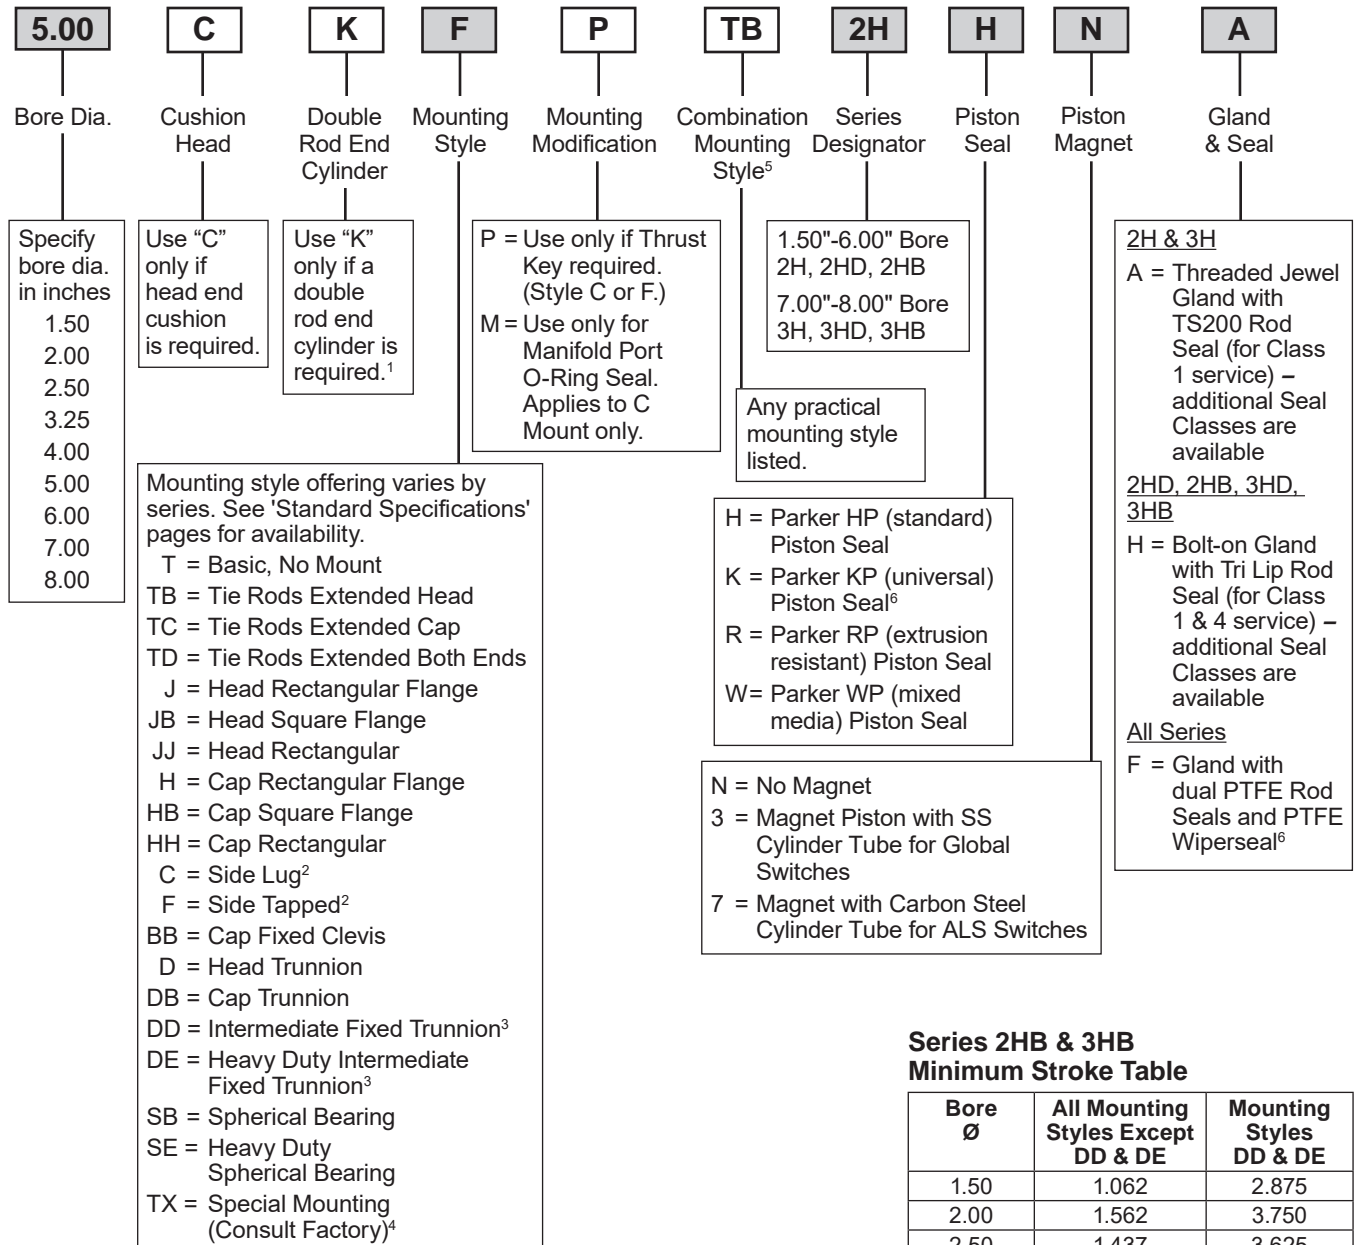 5.00 C K F P TB 2H H N A
Bore Dia.
Cushion
Head
Double
Rod End
Cylinder
Mounting
Style
Mounting
Modification
Combination
Mounting
Style5
Series
Designator
Piston
Seal
Piston
Magnet
Gland
& Seal
Specify
bore dia.
in inches
1.50
2.00
2.50
3.25
4.00
5.00
6.00
7.00
8.00
Use “C”
only if
head end
cushion
is required.
Use “K”
only if a
double
rod end
cylinder is
required.1
P = Use only if Thrust
Key required.
(Style C or F.)
M = Use only for
Manifold Port
O-Ring Seal.
Applies to C
Mount only.
1.50"-6.00" Bore
2H, 2HD, 2HB
7.00"-8.00" Bore
3H, 3HD, 3HB
Any practical
mounting style
listed.
2H & 3H
A = Threaded Jewel
Gland with
TS200 Rod
Seal (for Class
1 service) –
additional Seal
Classes are
available
2HD, 2HB, 3HD,
3HB
H = Bolt-on Gland
with Tri Lip Rod
Seal (for Class
1 & 4 service) –
additional Seal
Classes are
available
All Series
F = Gland with
dual PTFE Rod
Seals and PTFE
Wiperseal6
Mounting style offering varies by
series. See 'Standard Specifications'
pages for availability.
T = Basic, No Mount
TB = Tie Rods Extended Head
TC = Tie Rods Extended Cap
TD = Tie Rods Extended Both Ends
J = Head Rectangular Flange
JB = Head Square Flange
JJ = Head Rectangular
H = Cap Rectangular Flange
HB = Cap Square Flange
HH = Cap Rectangular
C = Side Lug2
F = Side Tapped2
BB = Cap Fixed Clevis
D = Head Trunnion
DB = Cap Trunnion
DD = Intermediate Fixed Trunnion3
DE = Heavy Duty Intermediate
Fixed Trunnion3
SB = Spherical Bearing
SE = Heavy Duty
Spherical Bearing
TX = Special Mounting
(Consult Factory)4
H = Parker HP (standard)
Piston Seal
K = Parker KP (universal)
Piston Seal6
R = Parker RP (extrusion
resistant) Piston Seal
W= Parker WP (mixed
media) Piston Seal
N = No Magnet
3 = Magnet Piston with SS
Cylinder Tube for Global
Switches
7 = Magnet with Carbon Steel
Cylinder Tube for ALS Switches
Series 2HB & 3HB
Minimum Stroke Table
Bore
Ø
All Mounting
Styles Except
DD & DE
Mounting
Styles
DD & DE
1.50 1.062 2.875
2.00 1.562 3.750
2.50 1.437 3.625